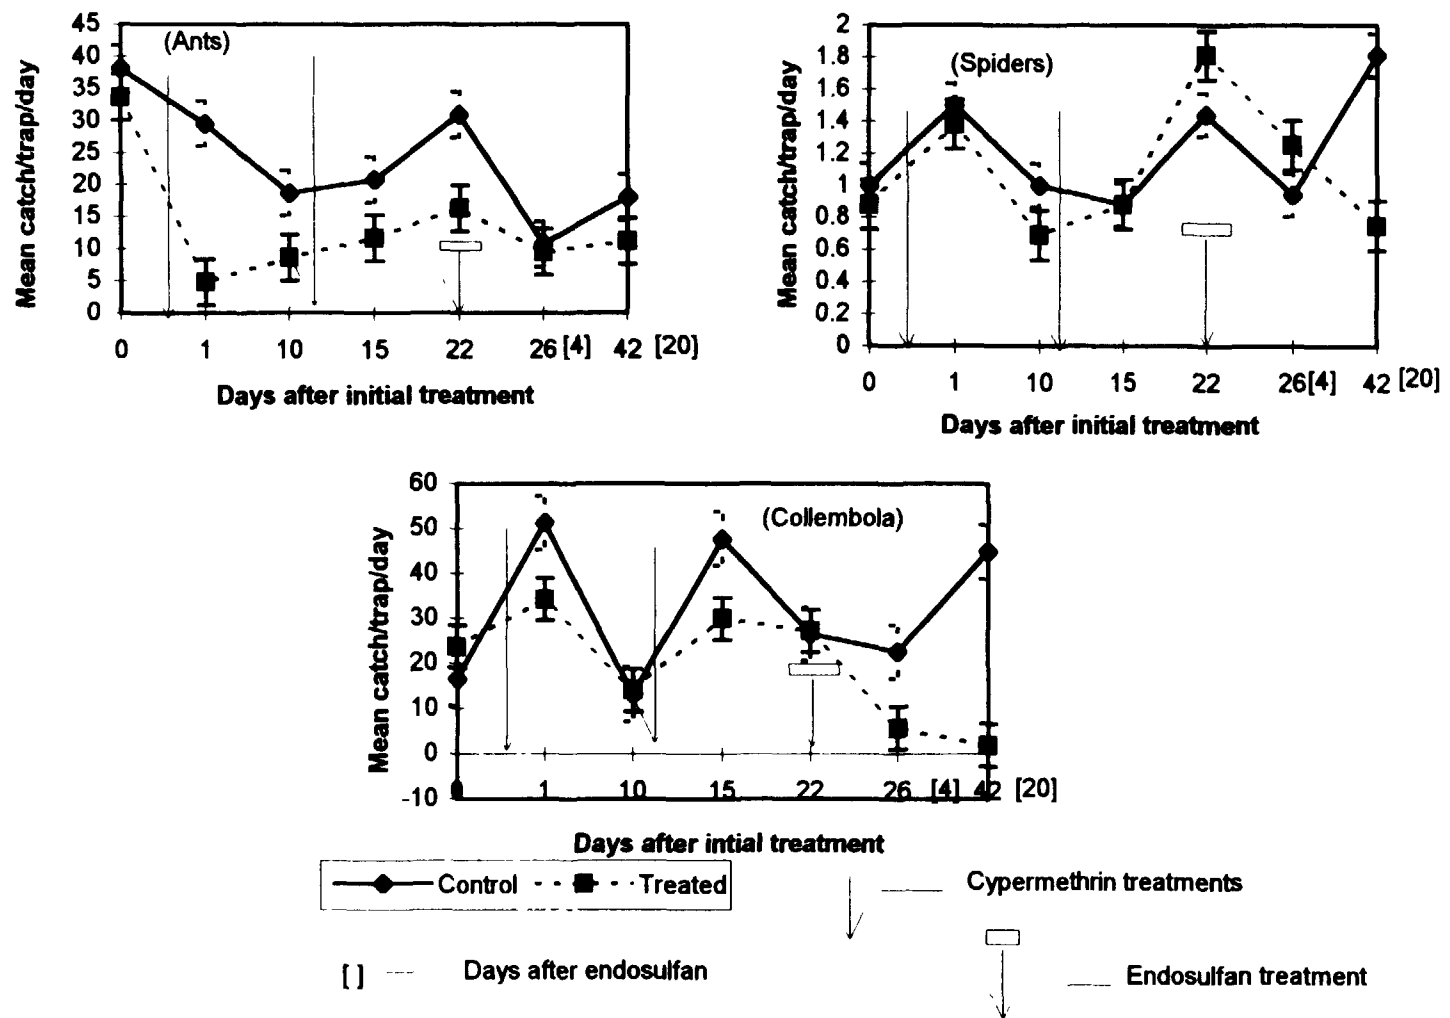 (Ants)
Mean catch/trap/day
45
40
35
30
25
20
15
10
5
0
0 1 10 15 22 26 [4] 42 [20]
Days after initial treatment
(Spiders)
Mean catch/trap/day
2
1.8
1.6
1.4
1.2
1
0.8
0.6
0.4
0.2
0
0 1 10 15 22 26[4] 42 [20]
Days after initial treatment
(Collembola)
Mean catch/trap/day
60
50
40
30
20
10
0
-10
0 1 10 15 22 26 [4] 42 [20]
Days after intial treatment
Control Treated
Cypermethrin treatments
[ ] Days after endosulfan
Endosulfan treatment